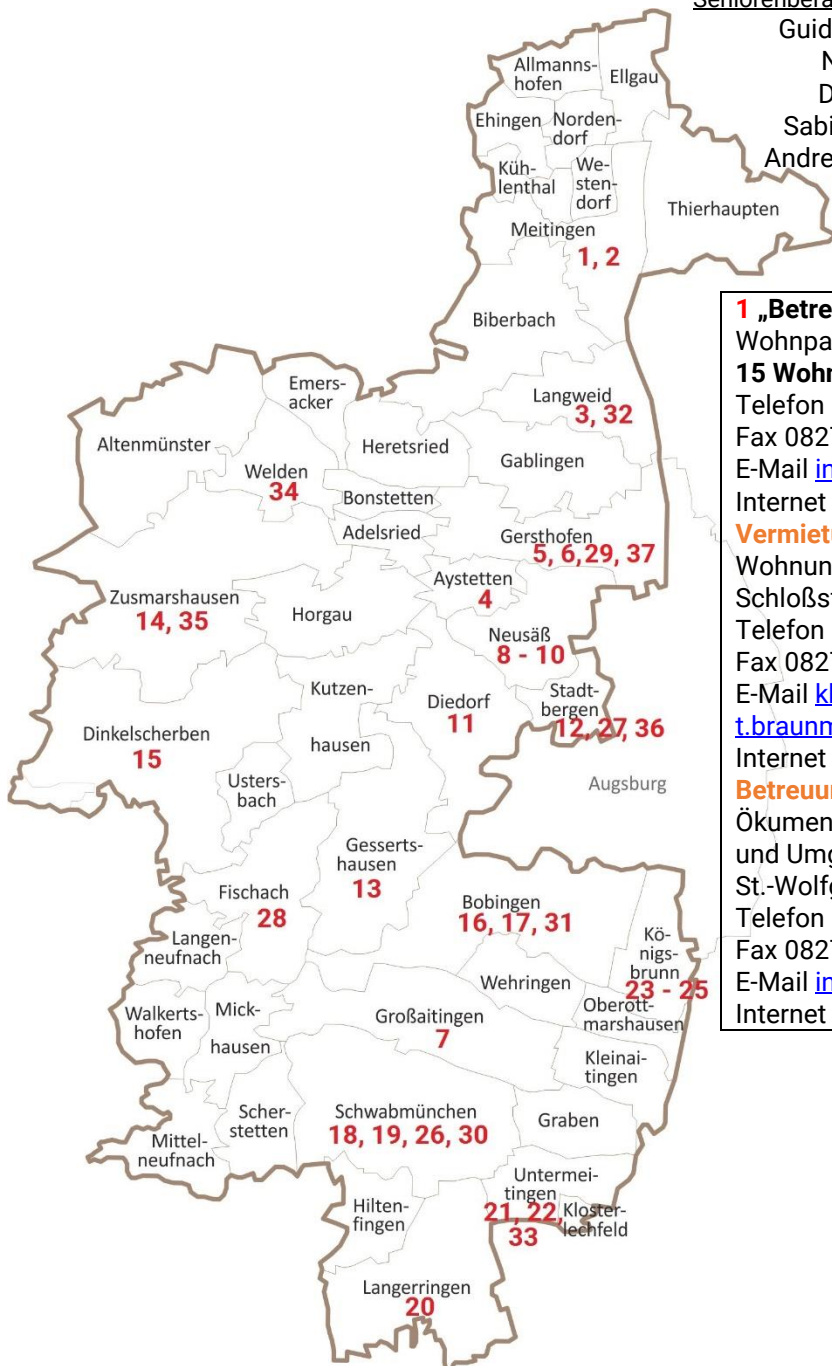 Seniorenbera
Guid
N
D
Sabi
Andre
Allmanns-
hofen
Ellgau
Ehingen
Norden-
dorf
Küh-
lenthal
We-
sten-
dorf
Thierhaupten
Meitingen
1, 2
Biberbach
Emers-
acker
Langweid
3, 32
Altenmünster
Heretsried
Gablingen
Welden
34
Bonstetten
Adelsried
Gersthofen
5, 6,29, 37
Aystetten
4
Zusmarshausen
14, 35
Horgau
Neusäß
8 - 10
Kutzen-
hausen
Diedorf
11
Stadt-
bergen
12, 27, 36
Dinkelscherben
15
Augsburg
Usters-
bach
Gesserts-
hausen
13
Fischach
28
Bobingen
16, 17, 31
Langen-
neufnach
Kö-
nigs-
brunn
23 - 25
Wehringen
Oberott-
marshausen
Walkerts-
hofen
Mick-
hausen
Großaitingen
7
Kleinai-
tingen
Scher-
stetten
Schwabmünchen
18, 19, 26, 30
Graben
Mittel-
neufnach
Untermei-
tingen
21, 22,
33
Kloster-
lechfeld
Hilten-
fingen
Langerringen
20
1 „Betre
Wohnpa
15 Wohn
Telefon
Fax 0827
E-Mail in
Internet
Vermietu
Wohnun
Schloßst
Telefon
Fax 0827
E-Mail kl
t.braunm
Internet
Betreuun
Ökumen
und Umg
St.-Wolfg
Telefon
Fax 0827
E-Mail in
Internet